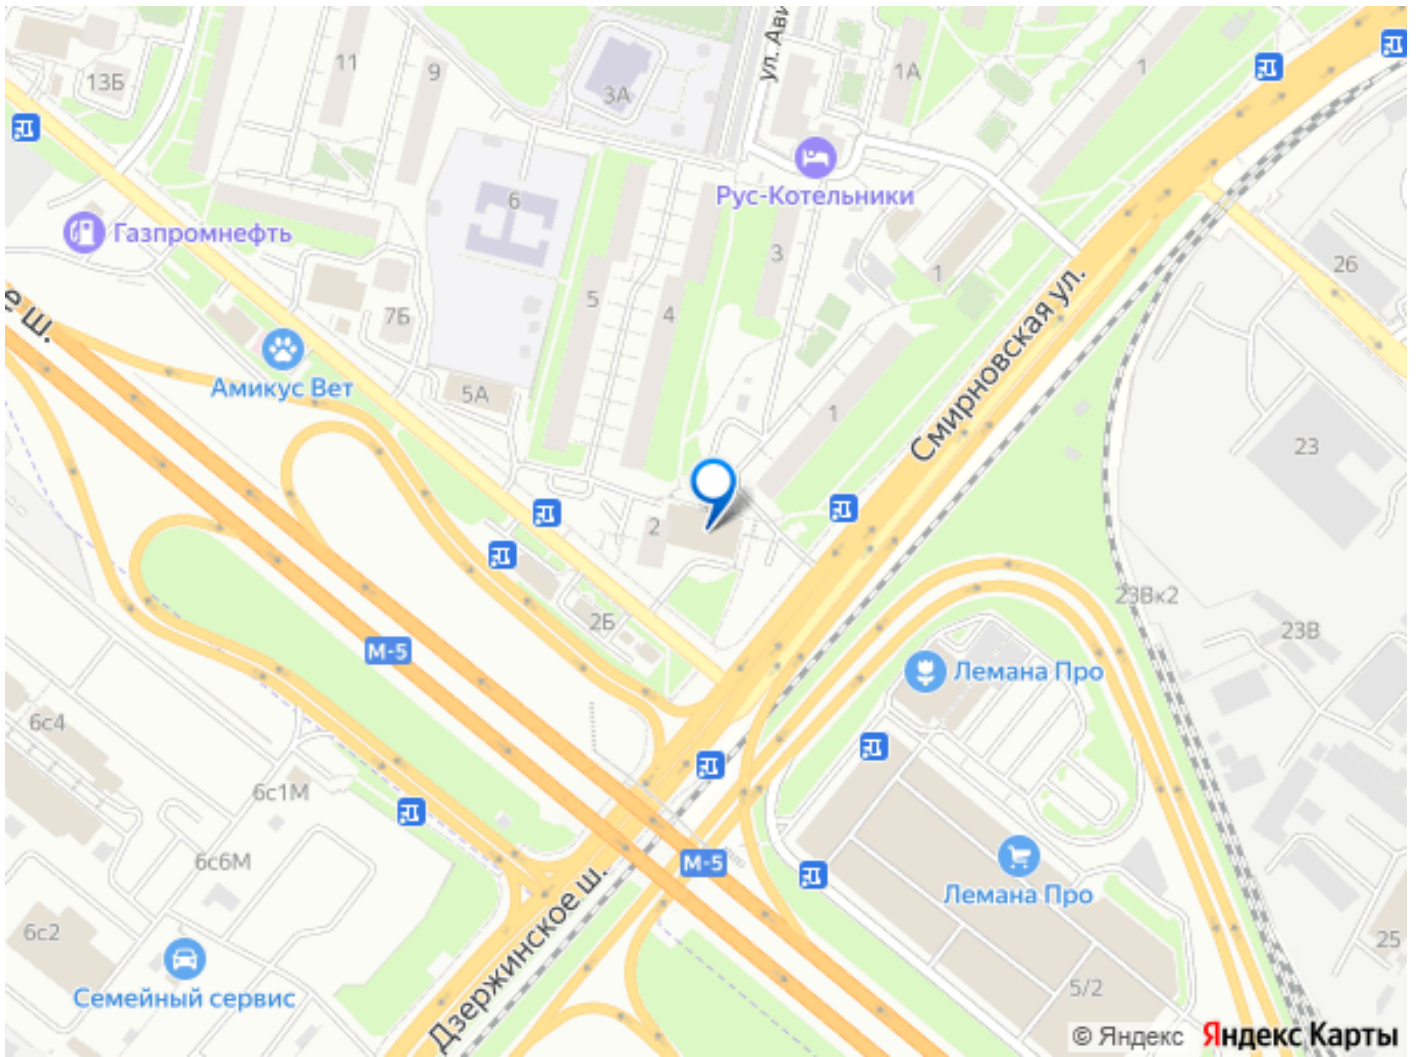 ул. Ави
11
9
1А
1
13Б
3А
Рус-Котельники
6
Газпромнефть
3
1
26
е ш.
5
4
7Б
Смирновская ул.
Амикус Вет
5А
1
23
2
23Вк2
2Б
23В
М-5
Лемана Про
6с4
6с1М
6с6М
М-5
Лемана Про
6с2
25
Семейный сервис
Дзержинское ш.
5/2
© Яндекс Яндекс Карты